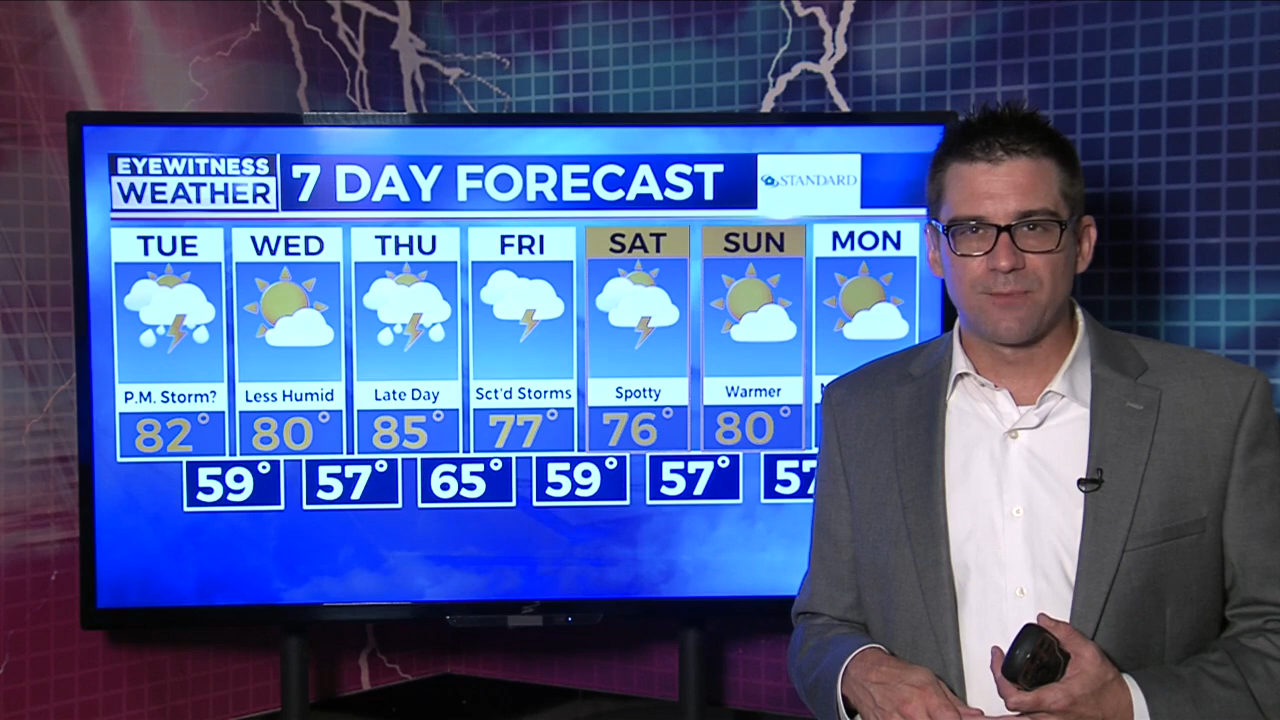 EYEWITNESS
WEATHER
7 DAY FORECAST
STANDARD
TUE WED THU FRI SAT SUN MON
P.M. Storm? Less Humid Late Day Sct'd Storms Spotty Warmer
82° 80° 85° 77° 76° 80°
59° 57° 65° 59° 57° 57